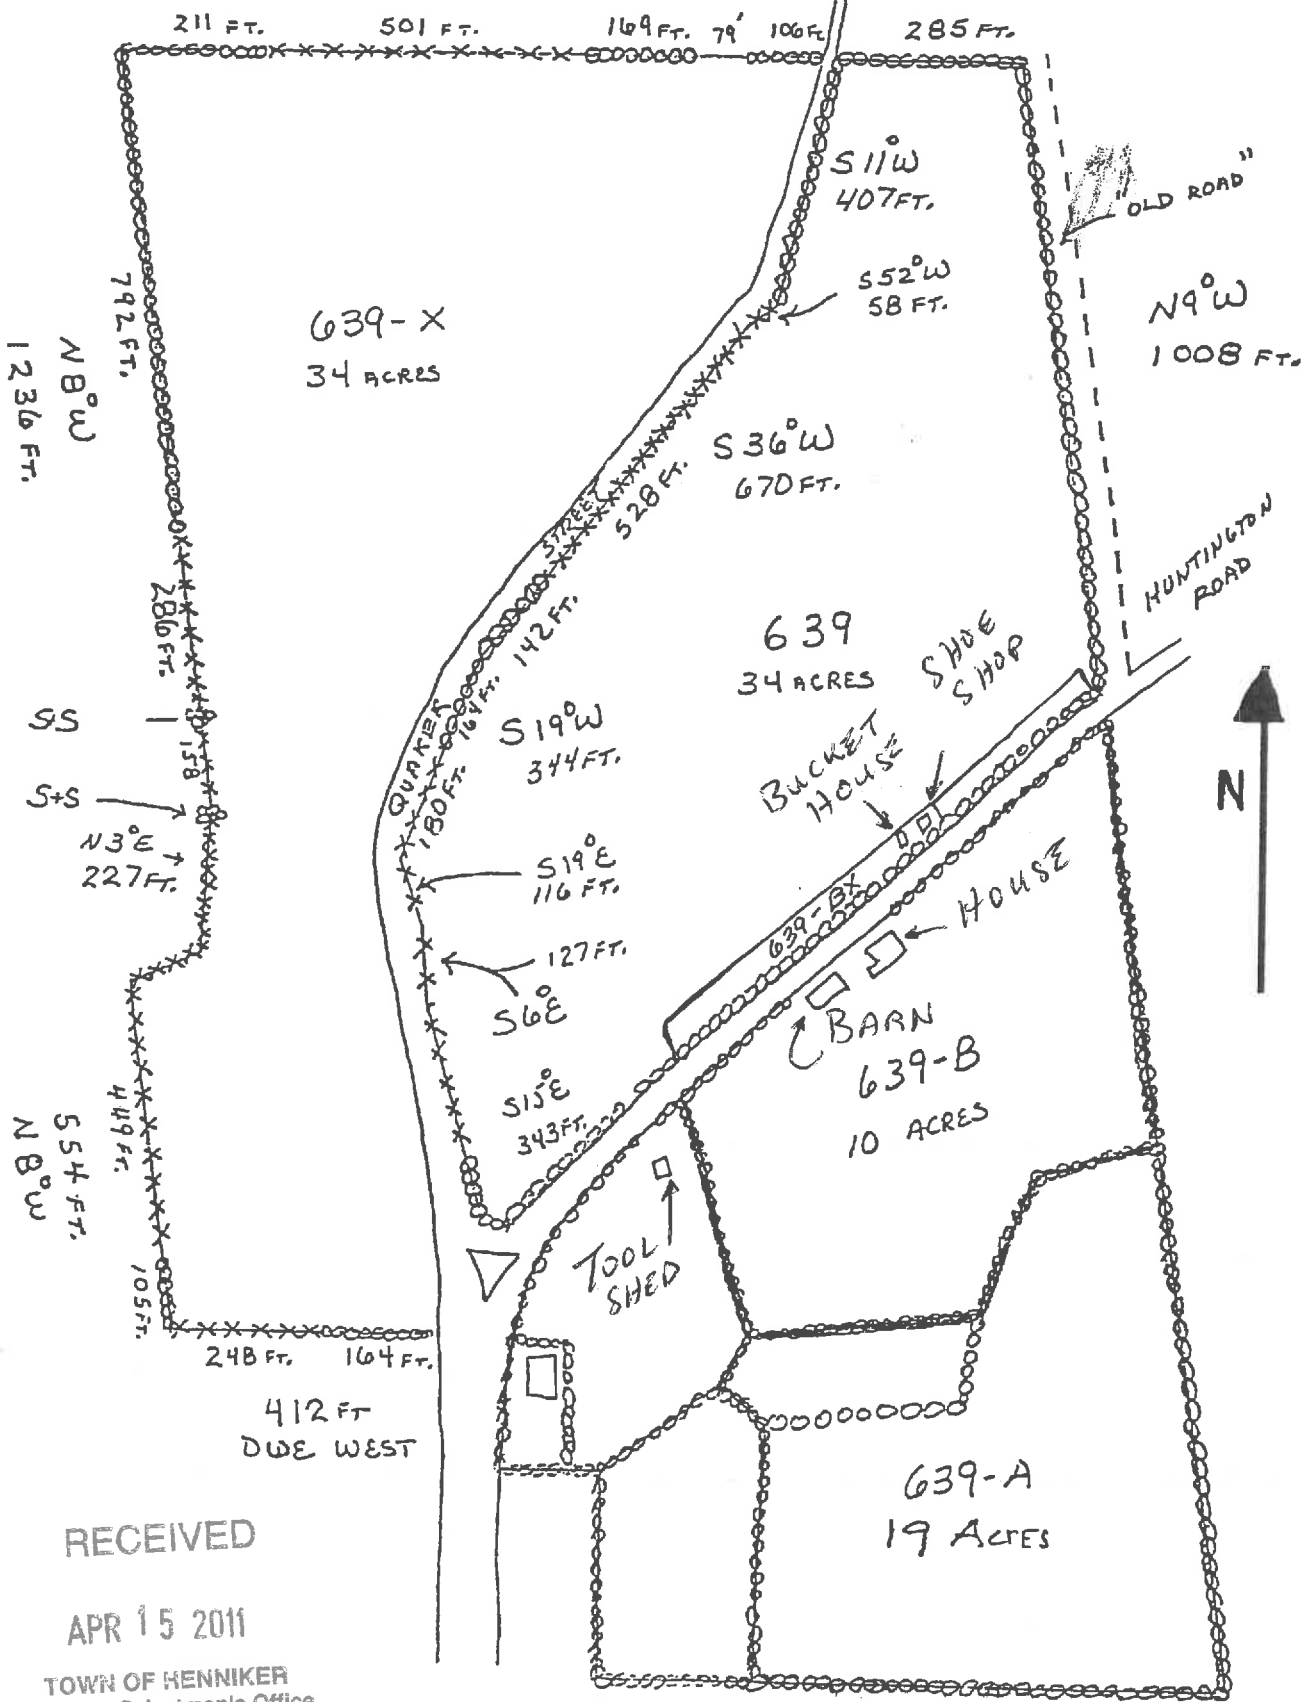 211 FT. 501 FT. 169 FT. 79' 106 FT 285 FT.
S 11° W
407 FT.
"OLD ROAD"
S 52° W
58 FT.
N 9° W
1008 FT.
792 FT.
N 8° W
1236 FT.
639-X
34 ACRES
S 36° W
670 FT.
528 FT.
STREET
142 FT.
HUNTINGTON
ROAD
286 FT.
639
34 ACRES
SHOE
SHOP
164 FT.
QUAKER
S 19° W
344 FT.
180 FT.
BUCKET
HOUSE
S+S
158
S+S
N 3° E
227 FT.
N
S 19° E
116 FT.
HOUSE
639-BX
127 FT.
S 6° E
BARN
639-B
10 ACRES
S 15° E
343 FT.
449 FT.
554 FT.
N 8° W
TOOL
SHED
105 FT.
248 FT. 164 FT.
412 FT
DUE WEST
639-A
19 ACRES
RECEIVED
APR 15 2011
TOWN OF HENNIKER
Selectmen's Office